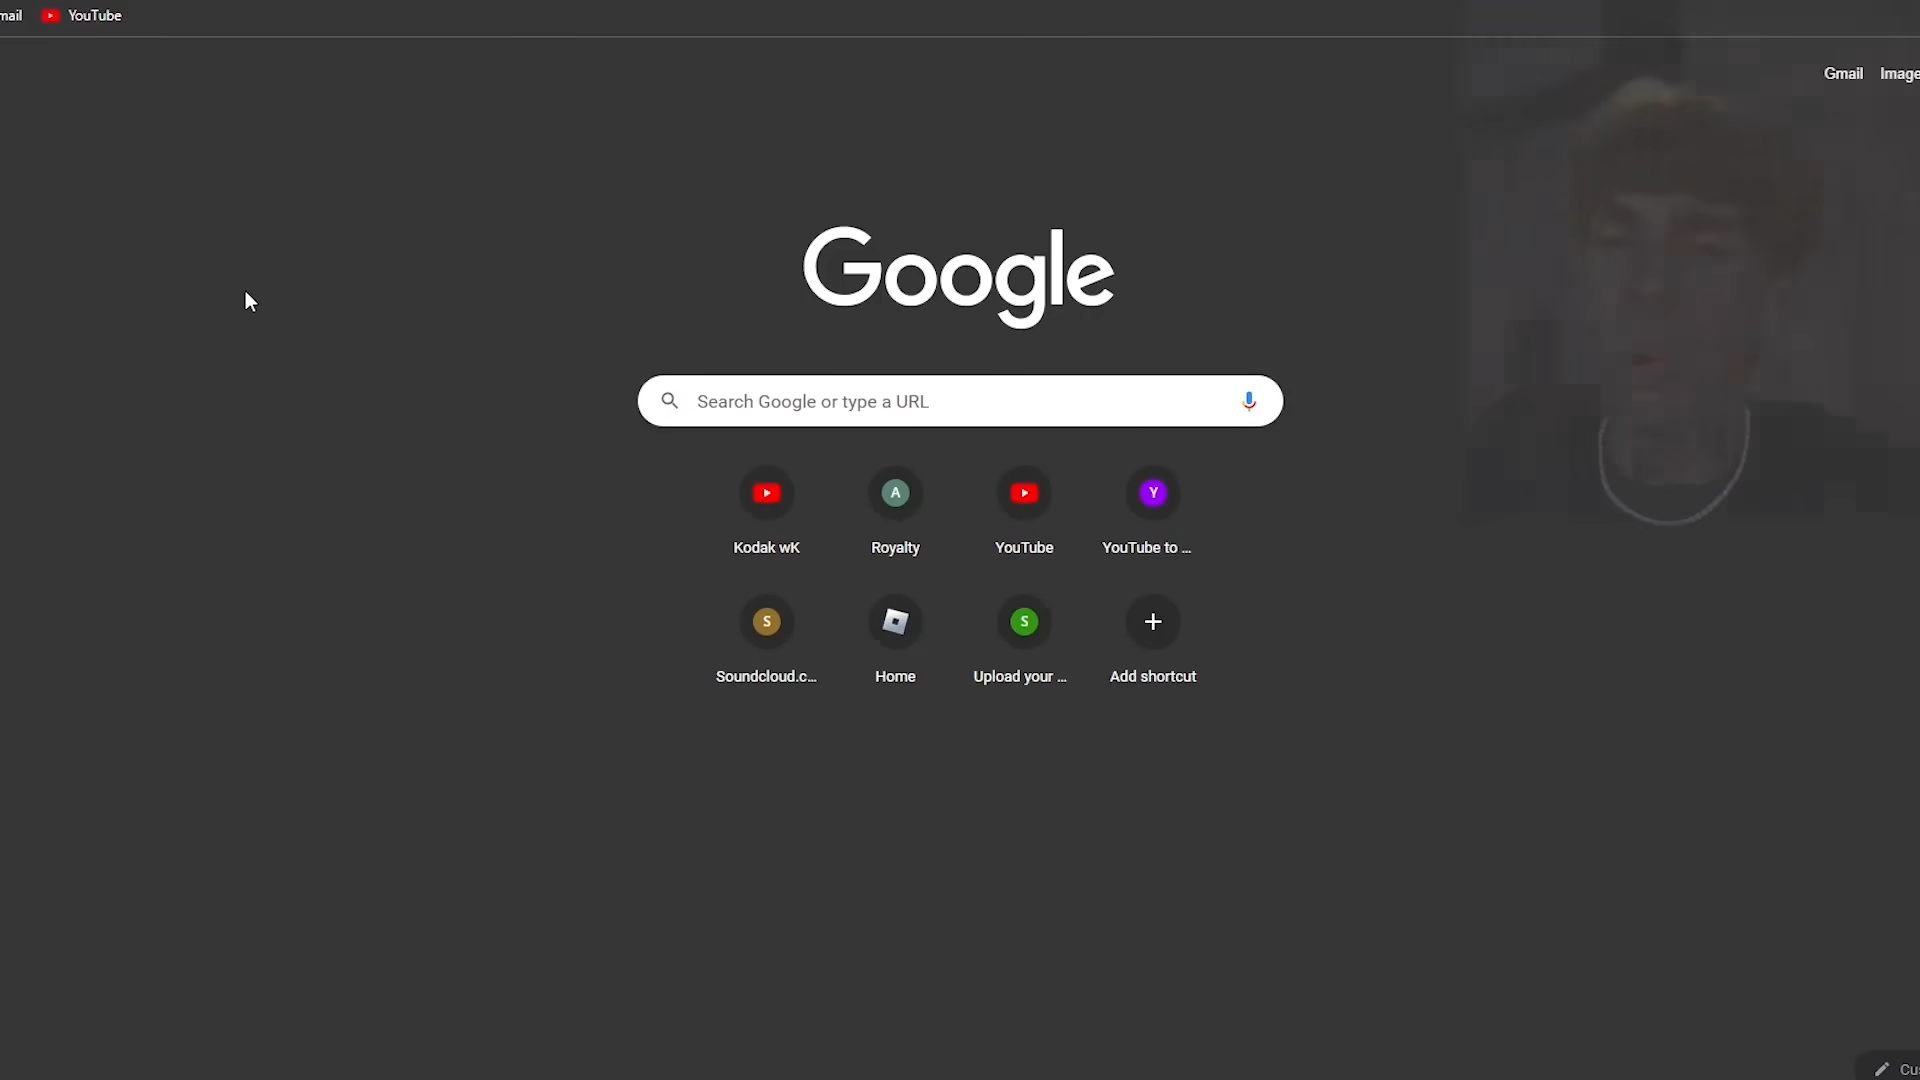 mail YouTube
Gmail Image
Google
Search Google or type a URL
Kodak wK
A
Royalty
YouTube
Y
YouTube to ...
S
Soundcloud.c...
Home
S
Upload your ...
Add shortcut
Cus